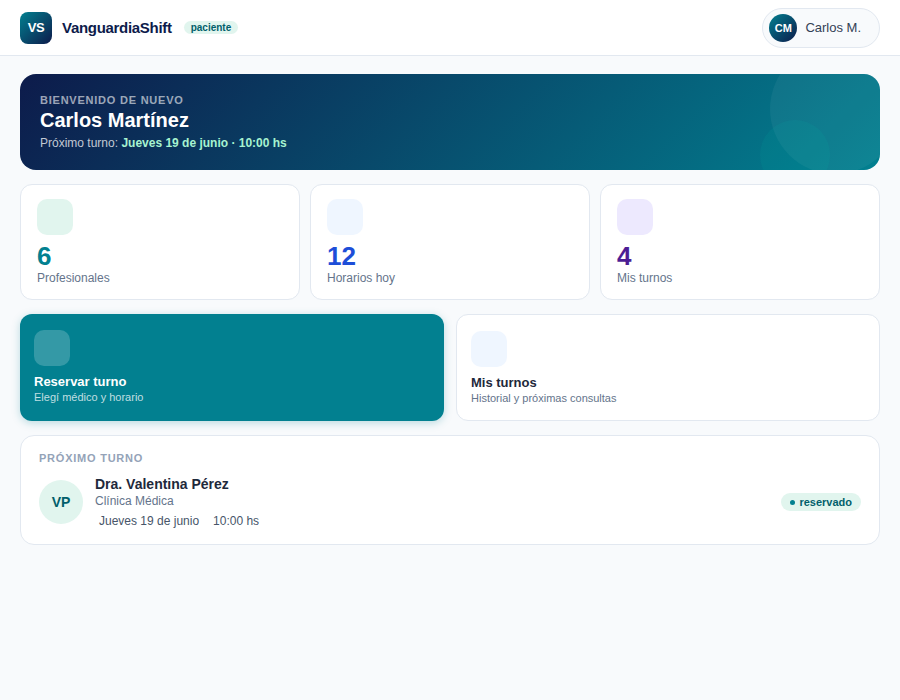 VS VanguardiaShift paciente CM Carlos M.
BIENVENIDO DE NUEVO
Carlos Martínez
Próximo turno: Jueves 19 de junio · 10:00 hs
6
Profesionales
12
Horarios hoy
4
Mis turnos
Reservar turno
Elegí médico y horario
Mis turnos
Historial y próximas consultas
PRÓXIMO TURNO
VP
Dra. Valentina Pérez
Clínica Médica
Jueves 19 de junio 10:00 hs
reservado